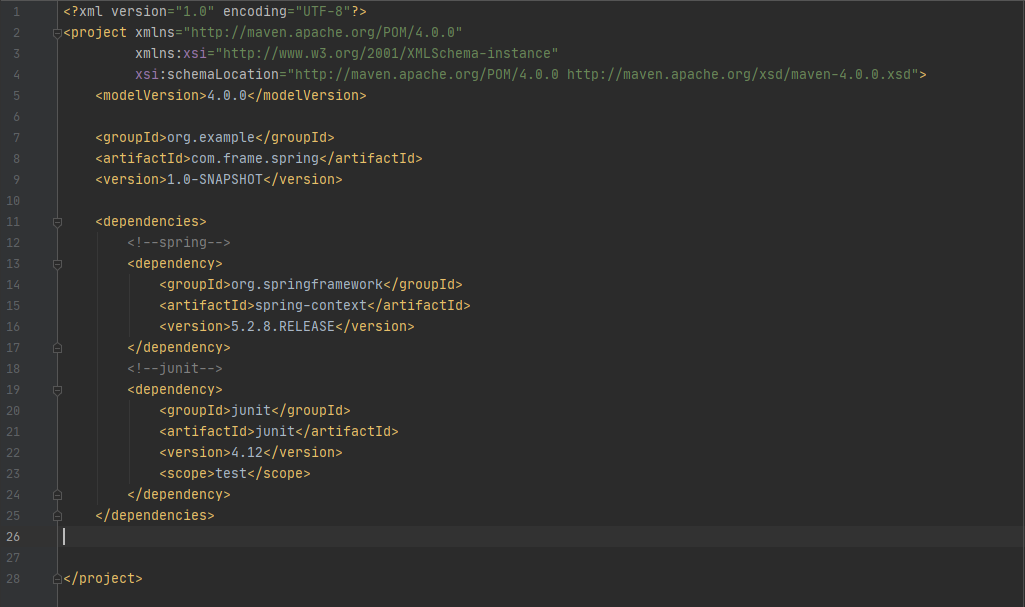 1 <?xml version="1.0" encoding="UTF-8"?>
2 <project xmlns="http://maven.apache.org/POM/4.0.0"
3          xmlns:xsi="http://www.w3.org/2001/XMLSchema-instance"
4          xsi:schemaLocation="http://maven.apache.org/POM/4.0.0 http://maven.apache.org/xsd/maven-4.0.0.xsd">
5     <modelVersion>4.0.0</modelVersion>
6
7     <groupId>org.example</groupId>
8     <artifactId>com.frame.spring</artifactId>
9     <version>1.0-SNAPSHOT</version>
10
11     <dependencies>
12         <!--spring-->
13         <dependency>
14             <groupId>org.springframework</groupId>
15             <artifactId>spring-context</artifactId>
16             <version>5.2.8.RELEASE</version>
17         </dependency>
18         <!--junit-->
19         <dependency>
20             <groupId>junit</groupId>
21             <artifactId>junit</artifactId>
22             <version>4.12</version>
23             <scope>test</scope>
24         </dependency>
25     </dependencies>
26
27
28 </project>